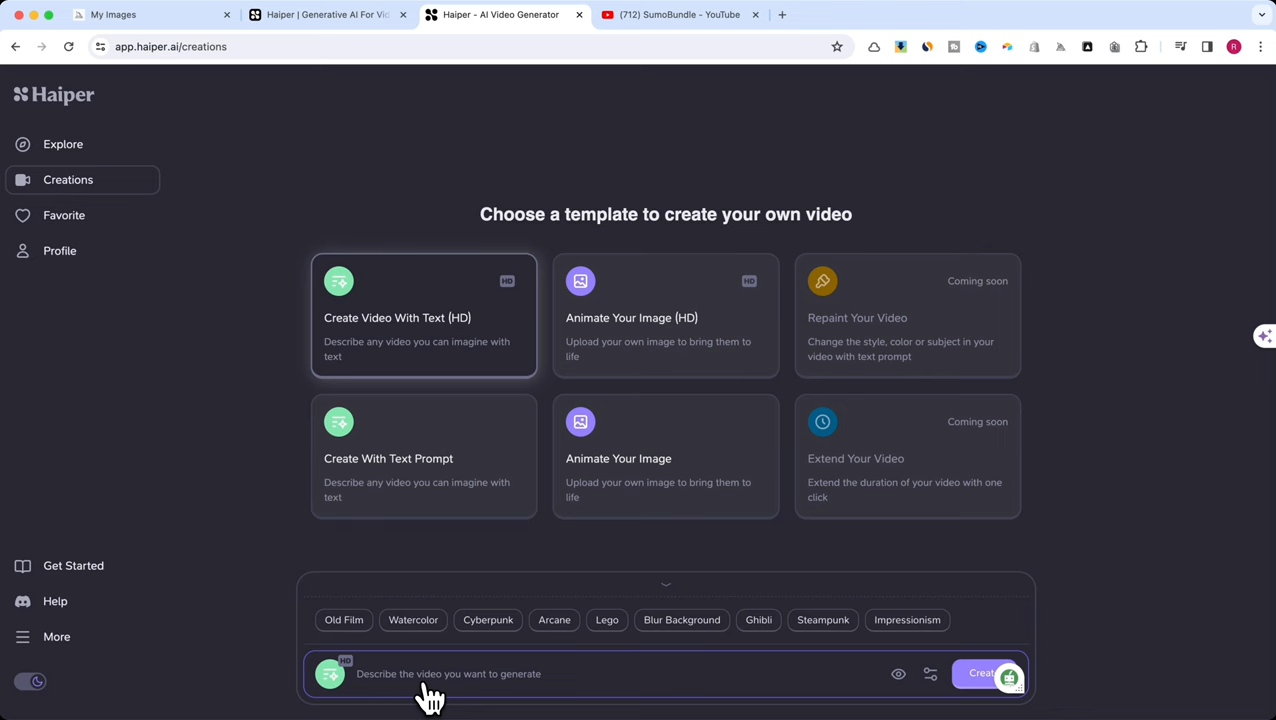 My Images
Haiper | Generative AI For Vid
Haiper - AI Video Generator
(712) SumoBundle - YouTube
app.haiper.ai/creations
R
Haiper
Explore
Creations
Favorite
Profile
Choose a template to create your own video
HD
Create Video With Text (HD)
Describe any video you can imagine with
text
HD
Animate Your Image (HD)
Upload your own image to bring them to
life
Coming soon
Repaint Your Video
Change the style, color or subject in your
video with text prompt
Create With Text Prompt
Describe any video you can imagine with
text
Animate Your Image
Upload your own image to bring them to
life
Coming soon
Extend Your Video
Extend the duration of your video with one
click
Get Started
Help
More
Old Film
Watercolor
Cyberpunk
Arcane
Lego
Blur Background
Ghibli
Steampunk
Impressionism
HD
Describe the video you want to generate
Creat